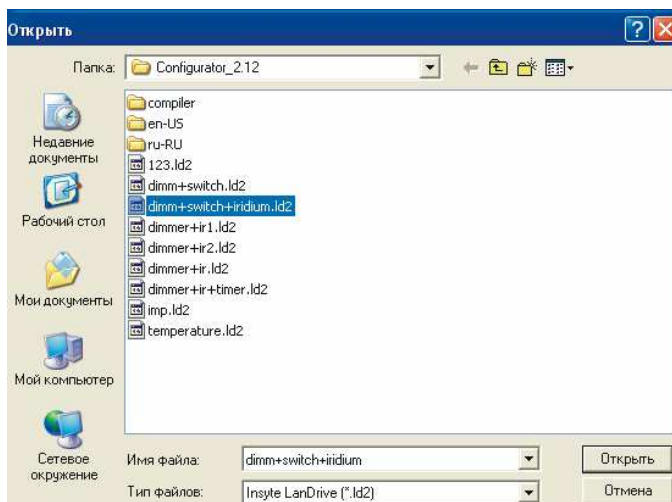 Открыть
Папка: Configurator_2.12
Недавние
документы
Рабочий стол
Мои документы
Мой компьютер
Сетевое
окружение
compiler
en-US
ru-RU
123.ld2
dimm+switch.ld2
dimm+switch+iridium.ld2
dimmer+ir1.ld2
dimmer+ir2.ld2
dimmer+ir.ld2
dimmer+ir+timer.ld2
imp.ld2
temperature.ld2
Имя файла: dimm+switch+iridium Открыть
Тип файлов: Insyte LanDrive (*.ld2) Отмена